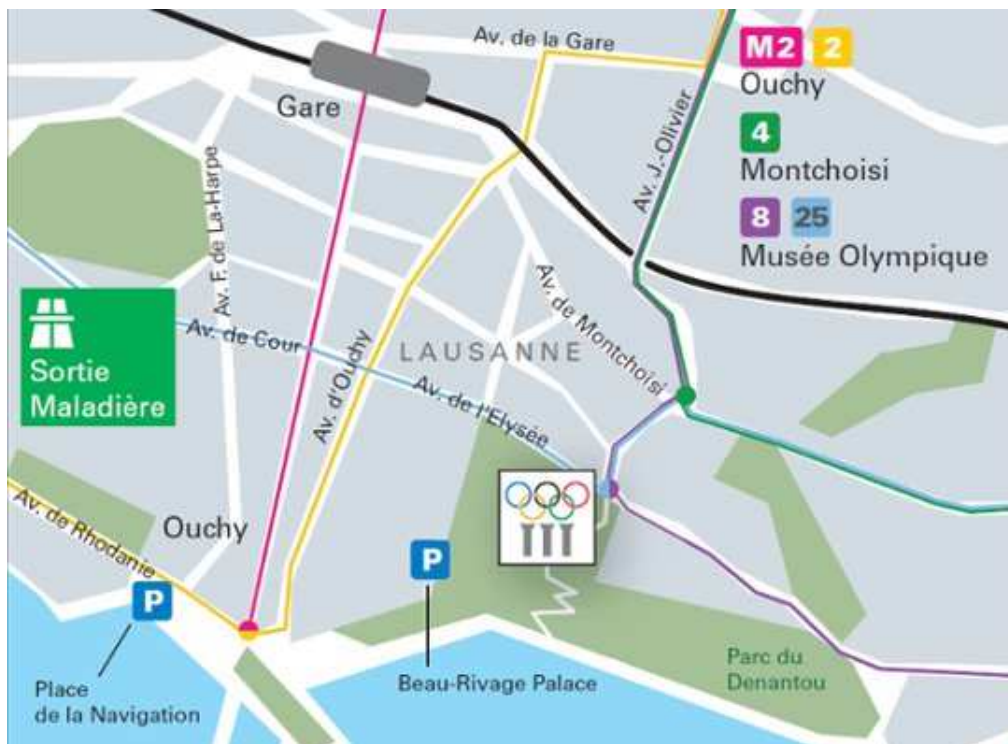 Av. de la Gare
M2 2
Ouchy
Gare
4
Montchoisi
Av. J.-Olivier
8 25
Musée Olympique
Av. F. de La-Harpe
Av. de Montchoisi
Sortie
Maladière
Av. de Cour
LAUSANNE
Av. d'Ouchy
Av. de l'Elysée
Av. de Rhodanie
Ouchy
P
P
Parc du
Denantou
Beau-Rivage Palace
Place
de la Navigation